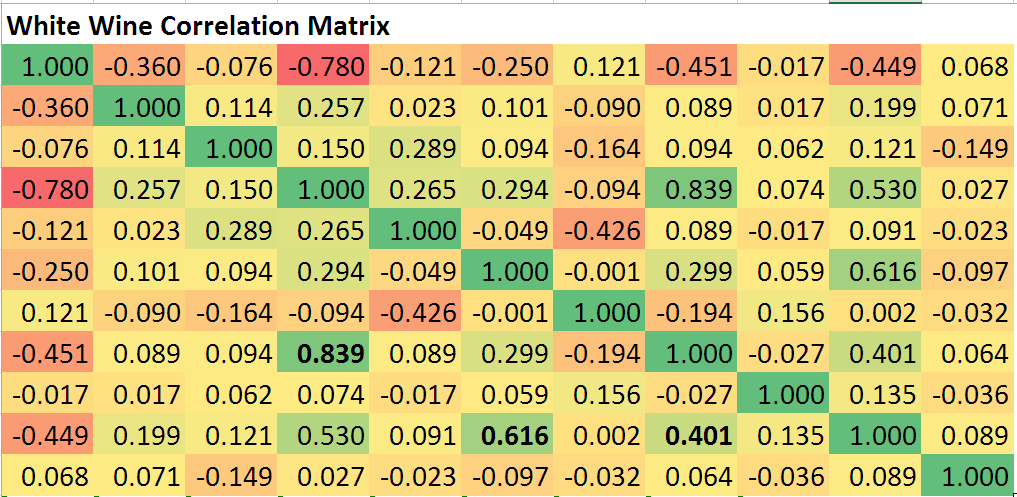 White Wine Correlation Matrix
1.000 -0.360 -0.076 -0.780 -0.121 -0.250 0.121 -0.451 -0.017 -0.449 0.068
-0.360 1.000 0.114 0.257 0.023 0.101 -0.090 0.089 0.017 0.199 0.071
-0.076 0.114 1.000 0.150 0.289 0.094 -0.164 0.094 0.062 0.121 -0.149
-0.780 0.257 0.150 1.000 0.265 0.294 -0.094 0.839 0.074 0.530 0.027
-0.121 0.023 0.289 0.265 1.000 -0.049 -0.426 0.089 -0.017 0.091 -0.023
-0.250 0.101 0.094 0.294 -0.049 1.000 -0.001 0.299 0.059 0.616 -0.097
0.121 -0.090 -0.164 -0.094 -0.426 -0.001 1.000 -0.194 0.156 0.002 -0.032
-0.451 0.089 0.094 0.839 0.089 0.299 -0.194 1.000 -0.027 0.401 0.064
-0.017 0.017 0.062 0.074 -0.017 0.059 0.156 -0.027 1.000 0.135 -0.036
-0.449 0.199 0.121 0.530 0.091 0.616 0.002 0.401 0.135 1.000 0.089
0.068 0.071 -0.149 0.027 -0.023 -0.097 -0.032 0.064 -0.036 0.089 1.000